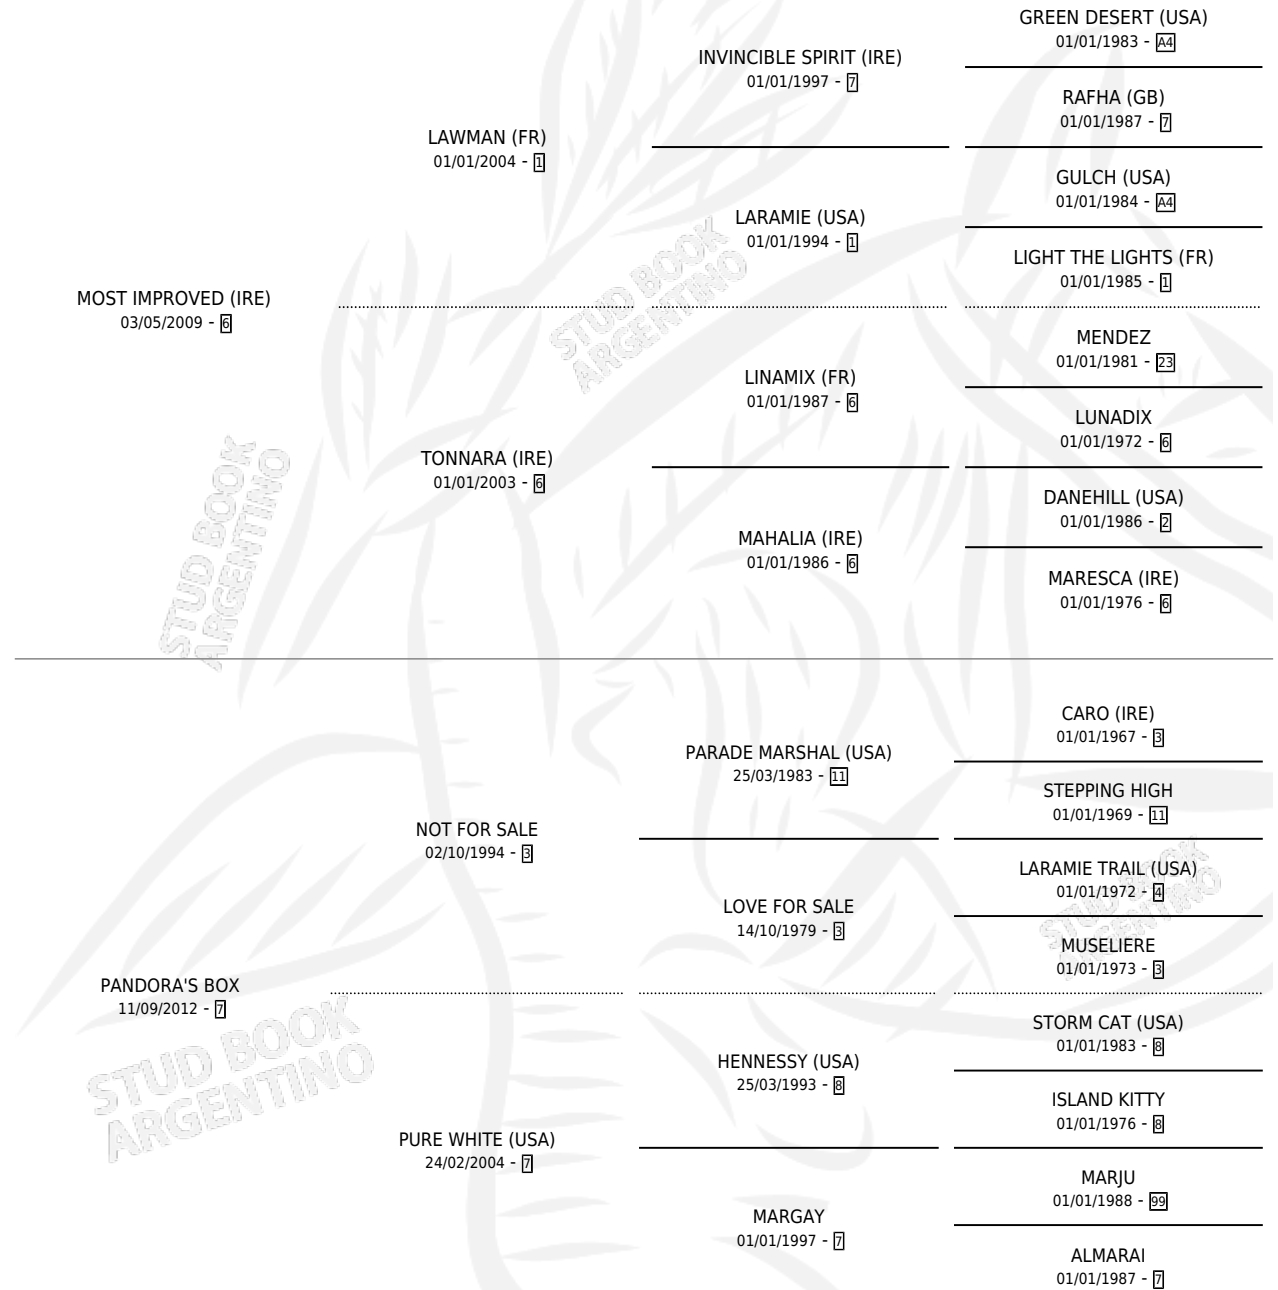 GREEN DESERT (USA)
01/01/1983 - A4
INVINCIBLE SPIRIT (IRE)
01/01/1997 - 7
RAFHA (GB)
01/01/1987 - 7
LAWMAN (FR)
01/01/2004 - 1
GULCH (USA)
01/01/1984 - A4
LARAMIE (USA)
01/01/1994 - 1
LIGHT THE LIGHTS (FR)
01/01/1985 - 1
MOST IMPROVED (IRE)
03/05/2009 - 6
MENDEZ
01/01/1981 - 23
LINAMIX (FR)
01/01/1987 - 6
LUNADIX
01/01/1972 - 6
TONNARA (IRE)
01/01/2003 - 6
DANEHILL (USA)
01/01/1986 - 2
MAHALIA (IRE)
01/01/1986 - 6
MARESCA (IRE)
01/01/1976 - 6
CARO (IRE)
01/01/1967 - 3
PARADE MARSHAL (USA)
25/03/1983 - 11
STEPPING HIGH
01/01/1969 - 11
NOT FOR SALE
02/10/1994 - 3
LARAMIE TRAIL (USA)
01/01/1972 - 4
LOVE FOR SALE
14/10/1979 - 3
MUSELIERE
01/01/1973 - 3
PANDORA'S BOX
11/09/2012 - 7
STORM CAT (USA)
01/01/1983 - 8
HENNESSY (USA)
25/03/1993 - 8
ISLAND KITTY
01/01/1976 - 8
PURE WHITE (USA)
24/02/2004 - 7
MARJU
01/01/1988 - 99
MARGAY
01/01/1997 - 7
ALMARAI
01/01/1987 - 7
STUD BOOK
ARGENTINO
STUD BOOK
ARGENTINO
STUD BOOK
ARGENTINO
STUD BOOK
ARGENTINO